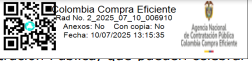 Colombia Compra Eficiente
Rad No. 2_2025_07_10_006910
Anexos: No Con copia: No
Fecha: 10/07/2025 13:15:35
Agencia Nacional
de Contratación Pública
Colombia Compra Eficiente